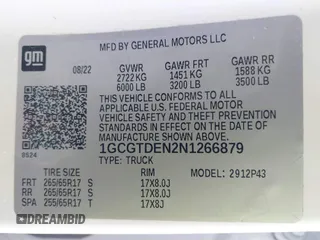 gm
MFD BY GENERAL MOTORS LLC
08/22 GVWR GAWR FRT GAWR RR
2722 KG 1451 KG 1588 KG
6000 LB 3200 LB 3500 LB
THIS VEHICLE CONFORMS TO ALL APPLICABLE
U.S. FEDERAL MOTOR
VEHICLE SAFETY AND
THEFT PREVENTION STANDARDS
IN EFFECT ON THE DATE OF MANUFACTURE SHOWN ABOVE.
1GCGTDEN2N1266879
TYPE: TRUCK
0524
TIRE SIZE RIM MODEL: 2912P43
FRT 265/65R17 S 17X8.0J
RR 265/65R17 S 17X8.0J
SPA 255/65R17 T 17X8J
DREAMBID